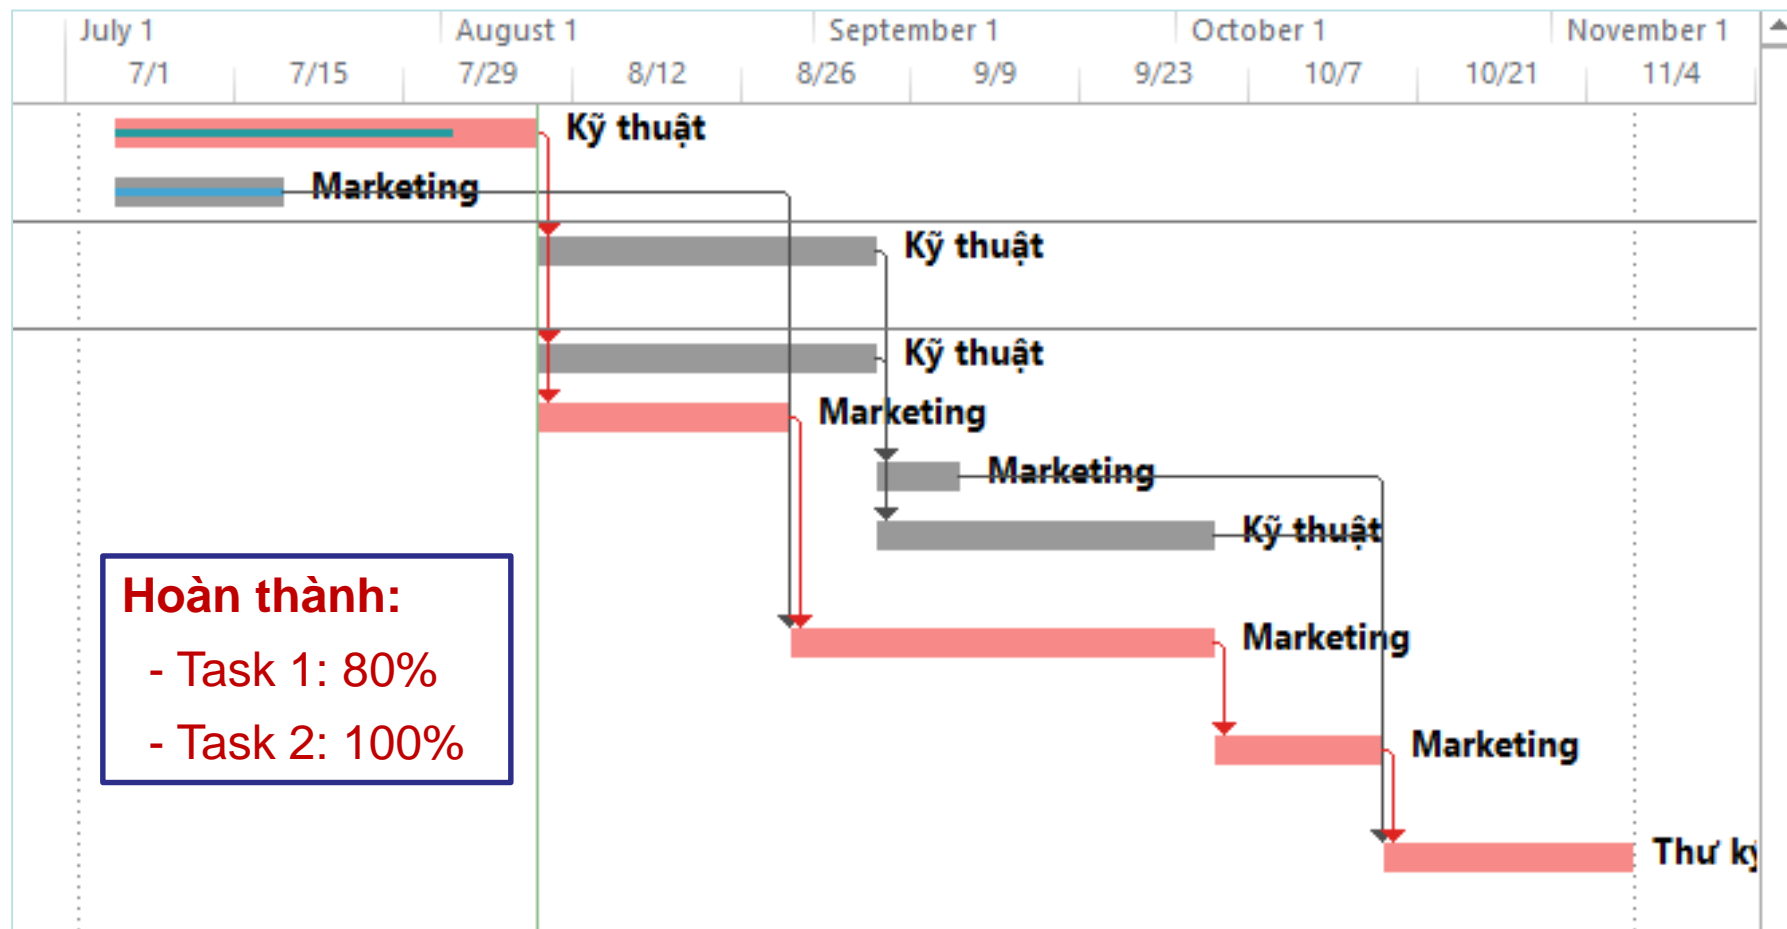 July 1 August 1 September 1 October 1 November 1
7/1 7/15 7/29 8/12 8/26 9/9 9/23 10/7 10/21 11/4
Kỹ thuật
Marketing
Kỹ thuật
Kỹ thuật
Marketing
Marketing
Kỹ thuật
Hoàn thành:
- Task 1: 80%
- Task 2: 100%
Marketing
Marketing
Thư ký